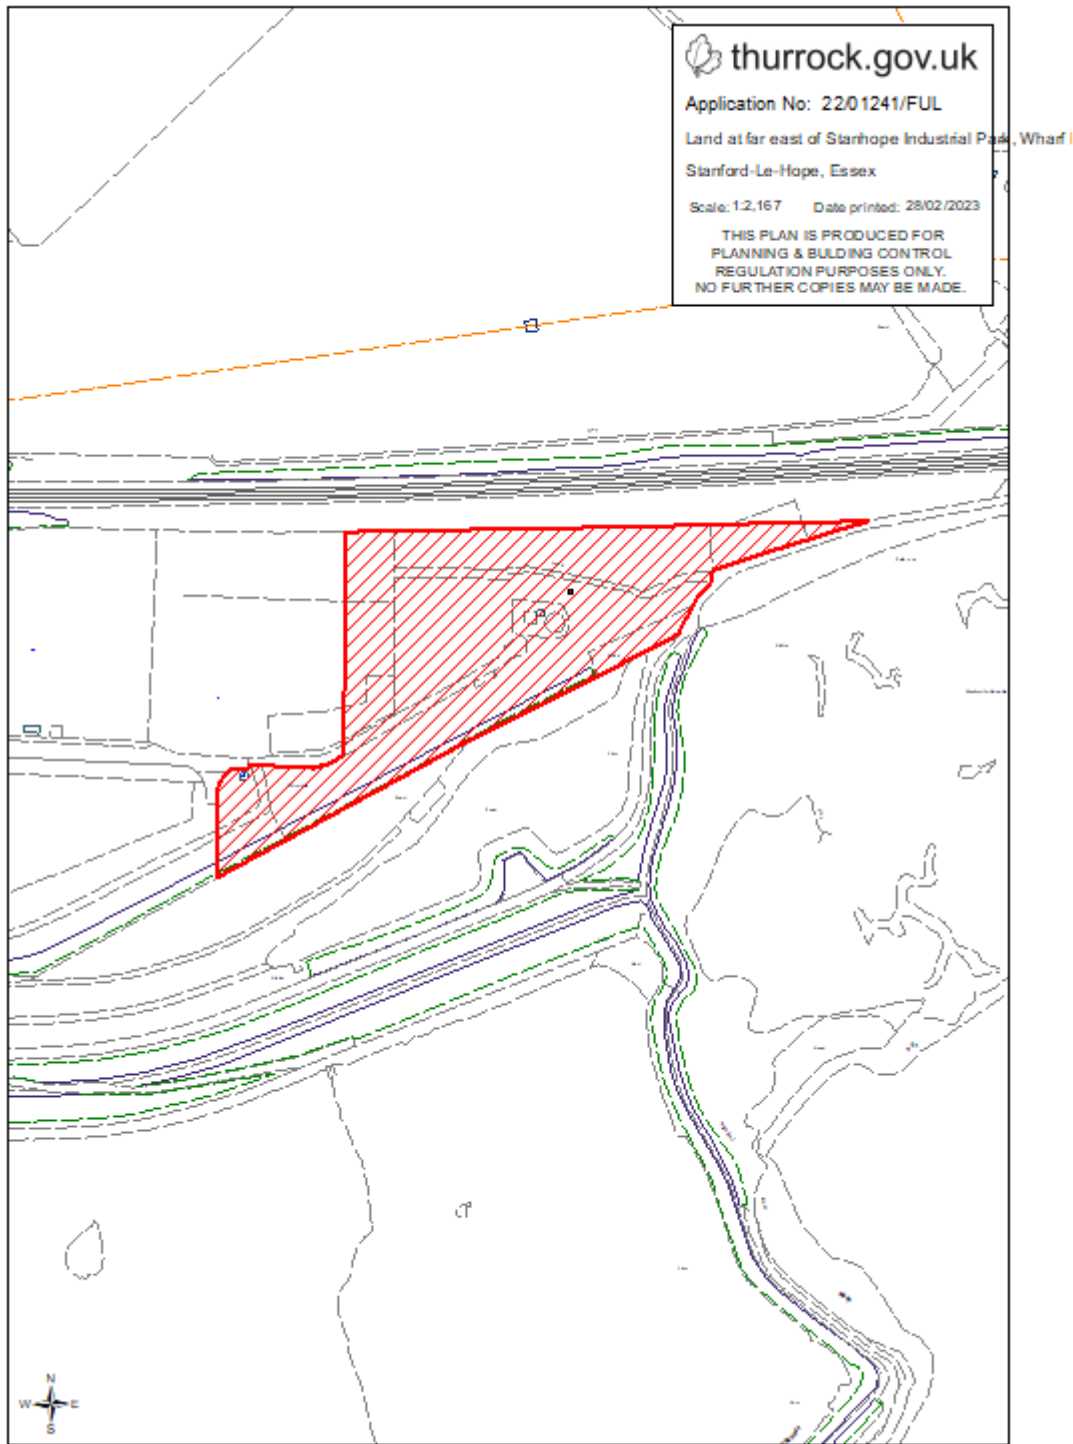 thurrock.gov.uk
Application No: 22/01241/FUL
Land at far east of Stanhope Industrial Park, Wharf
Stanford-Le-Hope, Essex
Scale: 1:2,167 Date printed: 28/02/2023
THIS PLAN IS PRODUCED FOR
PLANNING & BULDING CONTROL
REGULATION PURPOSES ONLY.
NO FURTHER COPIES MAY BE MADE.
N
W E
S